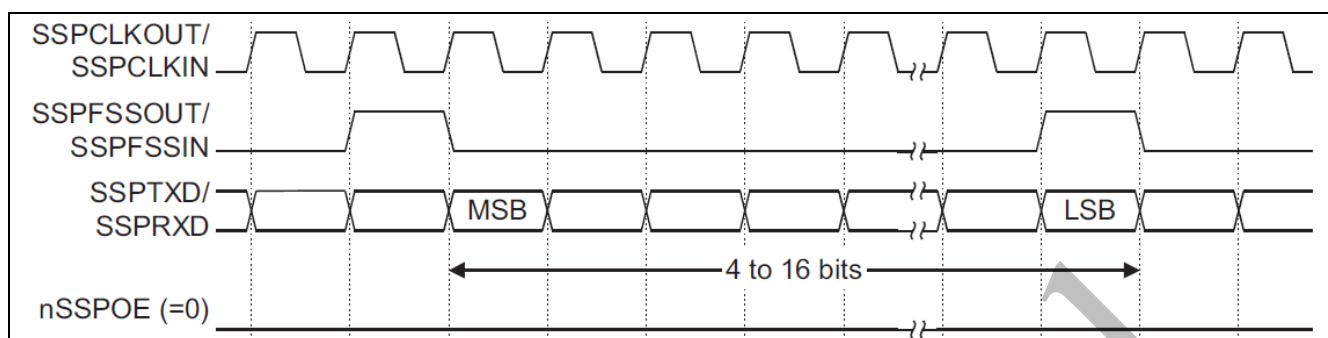 SSPCLKOUT/
SSPCLKIN
SSPFSSOUT/
SSPFSSIN
SSPTXD/
SSPRXD
MSB
LSB
4 to 16 bits
nSSPOE (=0)